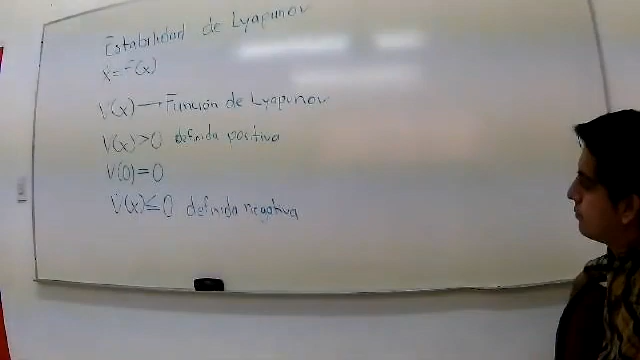 Estabilidad de Lyapunov
ẋ=F(x)
V(x)→Función de Lyapunov
V(x)>0 definida positiva
V(0)=0
V̇(x)≤0 definida negativa